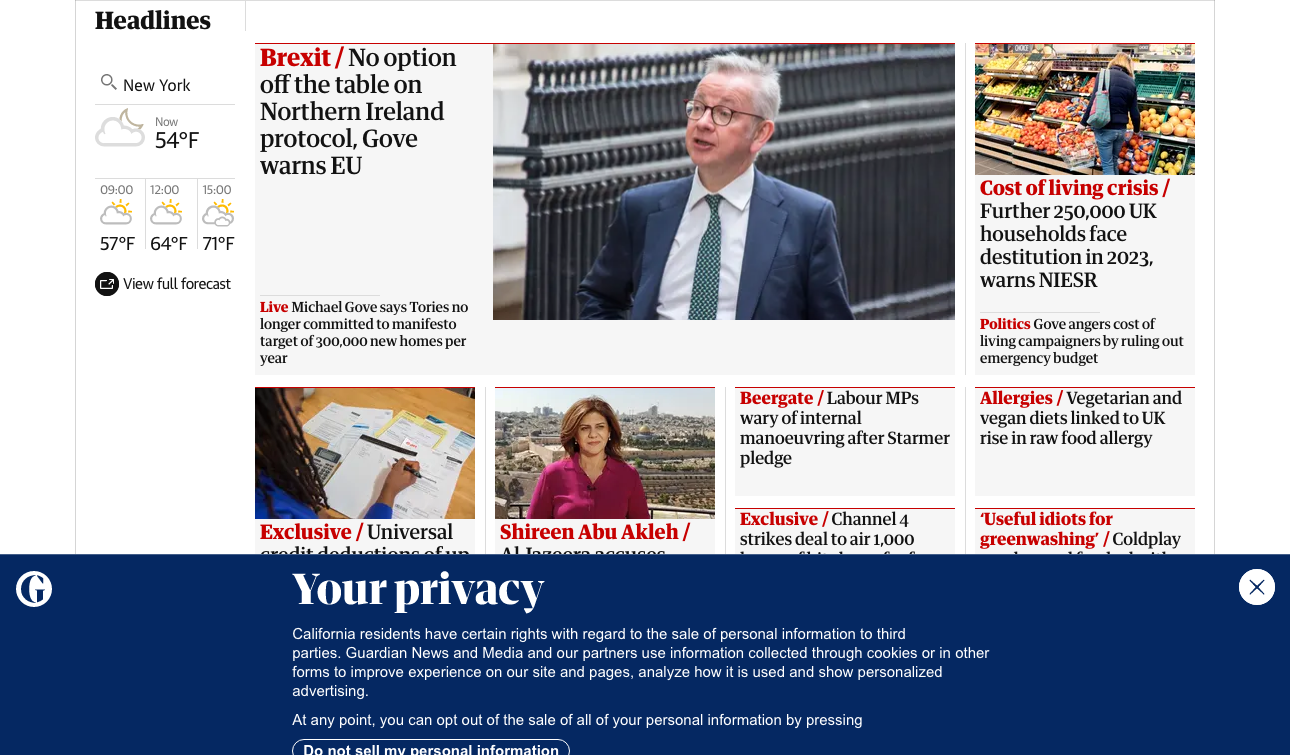 Headlines
New York
Now
54°F
09:00
12:00
15:00
57°F
64°F
71°F
View full forecast
Brexit / No option
off the table on
Northern Ireland
protocol, Gove
warns EU
Live Michael Gove says Tories no
longer committed to manifesto
target of 300,000 new homes per
year
Cost of living crisis /
Further 250,000 UK
households face
destitution in 2023,
warns NIESR
Politics Gove angers cost of
living campaigners by ruling out
emergency budget
Exclusive / Universal
credit deductions of up
Shireen Abu Akleh /
Al Jazeera accuses
Beergate / Labour MPs
wary of internal
manoeuvring after Starmer
pledge
Exclusive / Channel 4
strikes deal to air 1,000
Allergies / Vegetarian and
vegan diets linked to UK
rise in raw food allergy
‘Useful idiots for
greenwashing’ / Coldplay
Your privacy
California residents have certain rights with regard to the sale of personal information to third
parties. Guardian News and Media and our partners use information collected through cookies or in other
forms to improve experience on our site and pages, analyze how it is used and show personalized
advertising.
At any point, you can opt out of the sale of all of your personal information by pressing
Do not sell my personal information